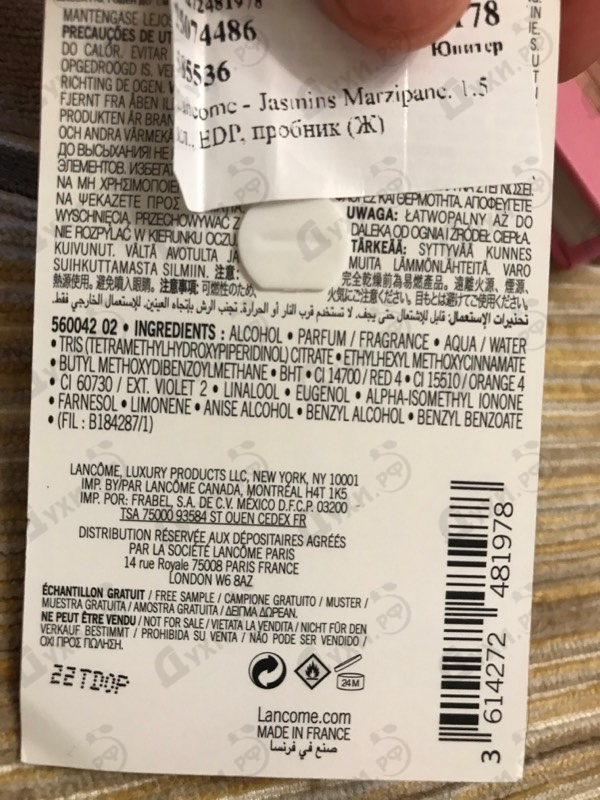 MANTENGASE LEJOS
PRECAUÇÕES DE UT
DO CALOR. EVITAR
OPGEDROOGD IS. VE
RICHTING DE OGEN.
FJERNT FRA ÅBEN IL
PRODUKTEN ÄR BRAN
OCH ANDRA VÄRMEKÄ
ДО ВЫСЫХАНИЯ! НЕ
ЭЛЕМЕНТОВ. ИЗБЕГА
ΝΑ ΜΗ ΧΡΗΣΙΜΟΠΟΙΕ
ΝΑ ΨΕΚΑΖΕΤΕ ΠΡΟΣ
WYSCHNIĘCIA. PRZECHOWYWAĆ Z
NIE ROZPYLAĆ W KIERUNKU OCZU
KUIVUNUT. VÄLTÄ AVOTULTA JA
SUIHKUTTAMASTA SILMIIN. 注意:
熱源使用。避免噴入眼睛。注意事項: 可燃性のため、
74486
178
Юпитер
5536
Lancome - Jasmins Marzipane, 1.5
EDP, пробник (Ж)
ΚΑΙ ΘΕΡΜΟΤΗΤΑ. ΑΠΟΦΕΥΓΕΤΕ
UWAGA: ŁATWOPALNY AŻ DO
DALEKA OD OGNIA I ŹRÓDEŁ CIEPŁA.
TÄRKEÄÄ: SYTTYVÄÄ KUNNES
MUITA LÄMMÖNLÄHTEITÄ. VARO
完全乾燥前為易燃產品。遠離火源、煙源、
火気にご注意ください。目もとは避けてご使用ください。
تحذيرات الإستعمال: قابل للإشتعال حتى يجف. لا تستخدم قرب النار أو الحرارة. تجنب الرش بإتجاه العينين. للإستعمال الخارجي فقط.
560042 02 • INGREDIENTS : ALCOHOL • PARFUM / FRAGRANCE • AQUA / WATER
• TRIS (TETRAMETHYLHYDROXYPIPERIDINOL) CITRATE • ETHYLHEXYL METHOXYCINNAMATE
• BUTYL METHOXYDIBENZOYLMETHANE • BHT • CI 14700 / RED 4 • CI 15510 / ORANGE 4
• CI 60730 / EXT. VIOLET 2 • LINALOOL • EUGENOL • ALPHA-ISOMETHYL IONONE
• FARNESOL • LIMONENE • ANISE ALCOHOL • BENZYL ALCOHOL • BENZYL BENZOATE
• (FIL : B184287/1)
LANCÔME, LUXURY PRODUCTS LLC, NEW YORK, NY 10001
IMP. BY/PAR LANCÔME CANADA, MONTRÉAL H4T 1K5
IMP. POR: FRABEL, S.A. DE C.V. MÉXICO D.F.C.P. 03200
TSA 75000 93584 ST OUEN CEDEX FR
DISTRIBUTION RÉSERVÉE AUX DÉPOSITAIRES AGRÉÉS
PAR LA SOCIÉTÉ LANCÔME PARIS
14 rue Royale 75008 PARIS FRANCE
LONDON W6 8AZ
ÉCHANTILLON GRATUIT / FREE SAMPLE / CAMPIONE GRATUITO / MUSTER /
MUESTRA GRATUITA / AMOSTRA GRATUITA / ΔΕΙΓΜΑ ΔΩΡΕΑΝ.
NE PEUT ÊTRE VENDU / NOT FOR SALE / VIETATA LA VENDITA / NICHT FÜR DEN
VERKAUF BESTIMMT / PROHIBIDA SU VENTA / NÃO PODE SER VENDIDO /
ΟΧΙ ΠΡΟΣ ΠΩΛΗΣΗ.
22TD0P
24M
Lancome.com
MADE IN FRANCE
صنع في فرنسا
3 614272 481978
Духи.рф